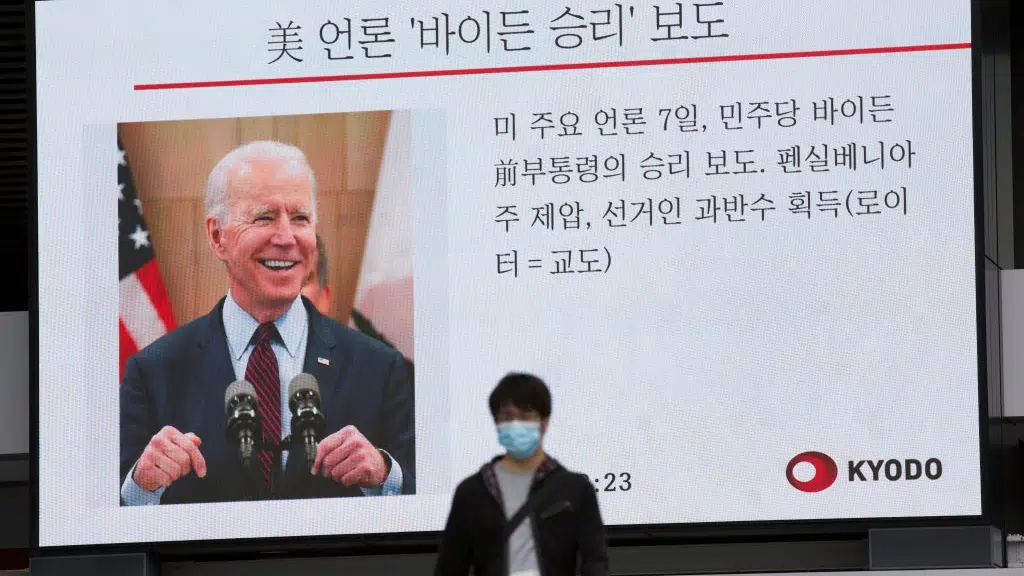 美 언론 '바이든 승리' 보도
미 주요 언론 7일, 민주당 바이든
前부통령의 승리 보도. 펜실베니아
주 제압, 선거인 과반수 획득(로이
터=교도)
:23
KYODO